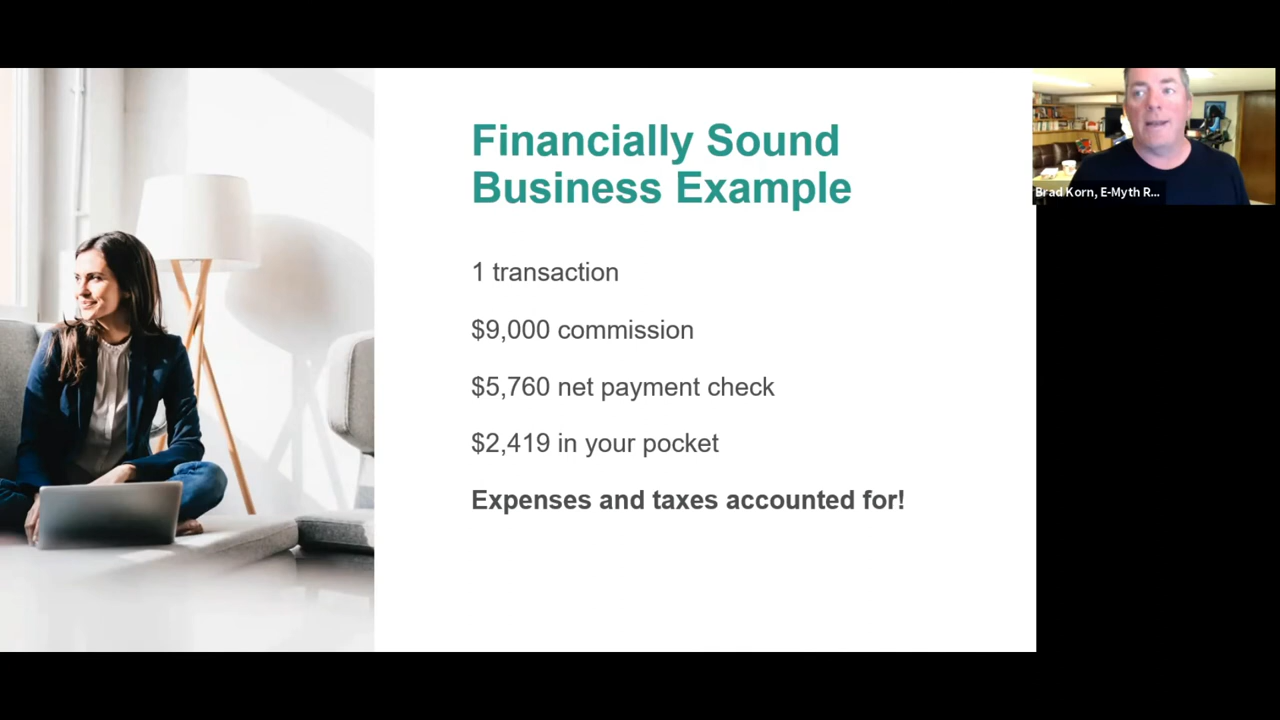 Financially Sound
Business Example
1 transaction
$9,000 commission
$5,760 net payment check
$2,419 in your pocket
Expenses and taxes accounted for!
Brad Korn, E-Myth R...